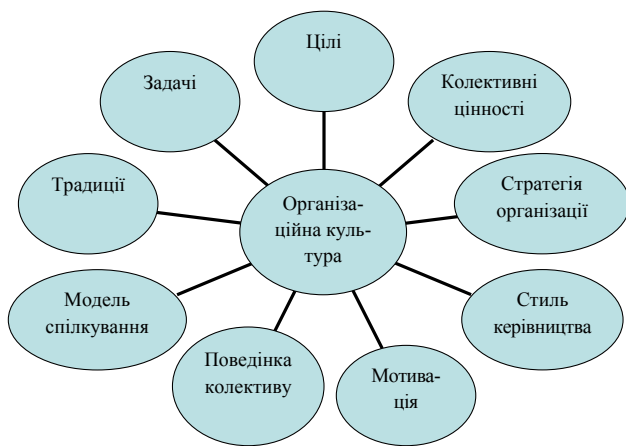 Цілі
Колективні
цінності
Стратегія
організації
Стиль
керівництва
Мотива-
ція
Поведінка
колективу
Модель
спілкування
Традиції
Задачі
Організа-
ційна куль-
тура